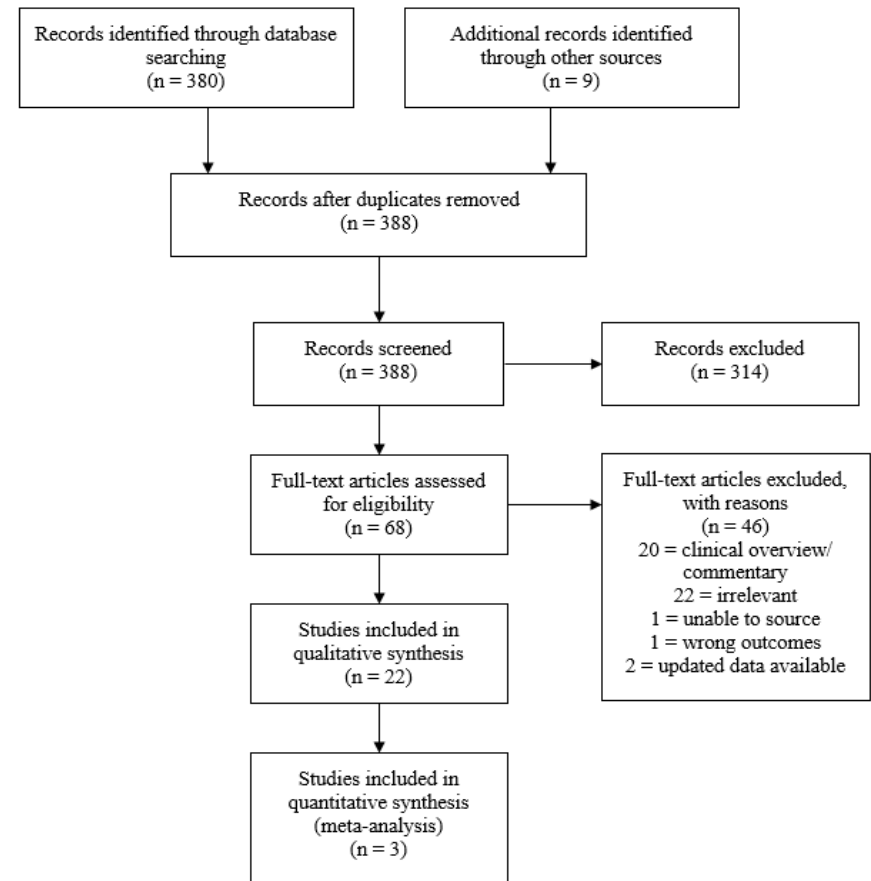 Records identified through database
searching
(n = 380)
Additional records identified
through other sources
(n = 9)
Records after duplicates removed
(n = 388)
Records screened
(n = 388)
Records excluded
(n = 314)
Full-text articles assessed
for eligibility
(n = 68)
Full-text articles excluded,
with reasons
(n = 46)
20 = clinical overview/
commentary
22 = irrelevant
1 = unable to source
1 = wrong outcomes
2 = updated data available
Studies included in
qualitative synthesis
(n = 22)
Studies included in
quantitative synthesis
(meta-analysis)
(n = 3)